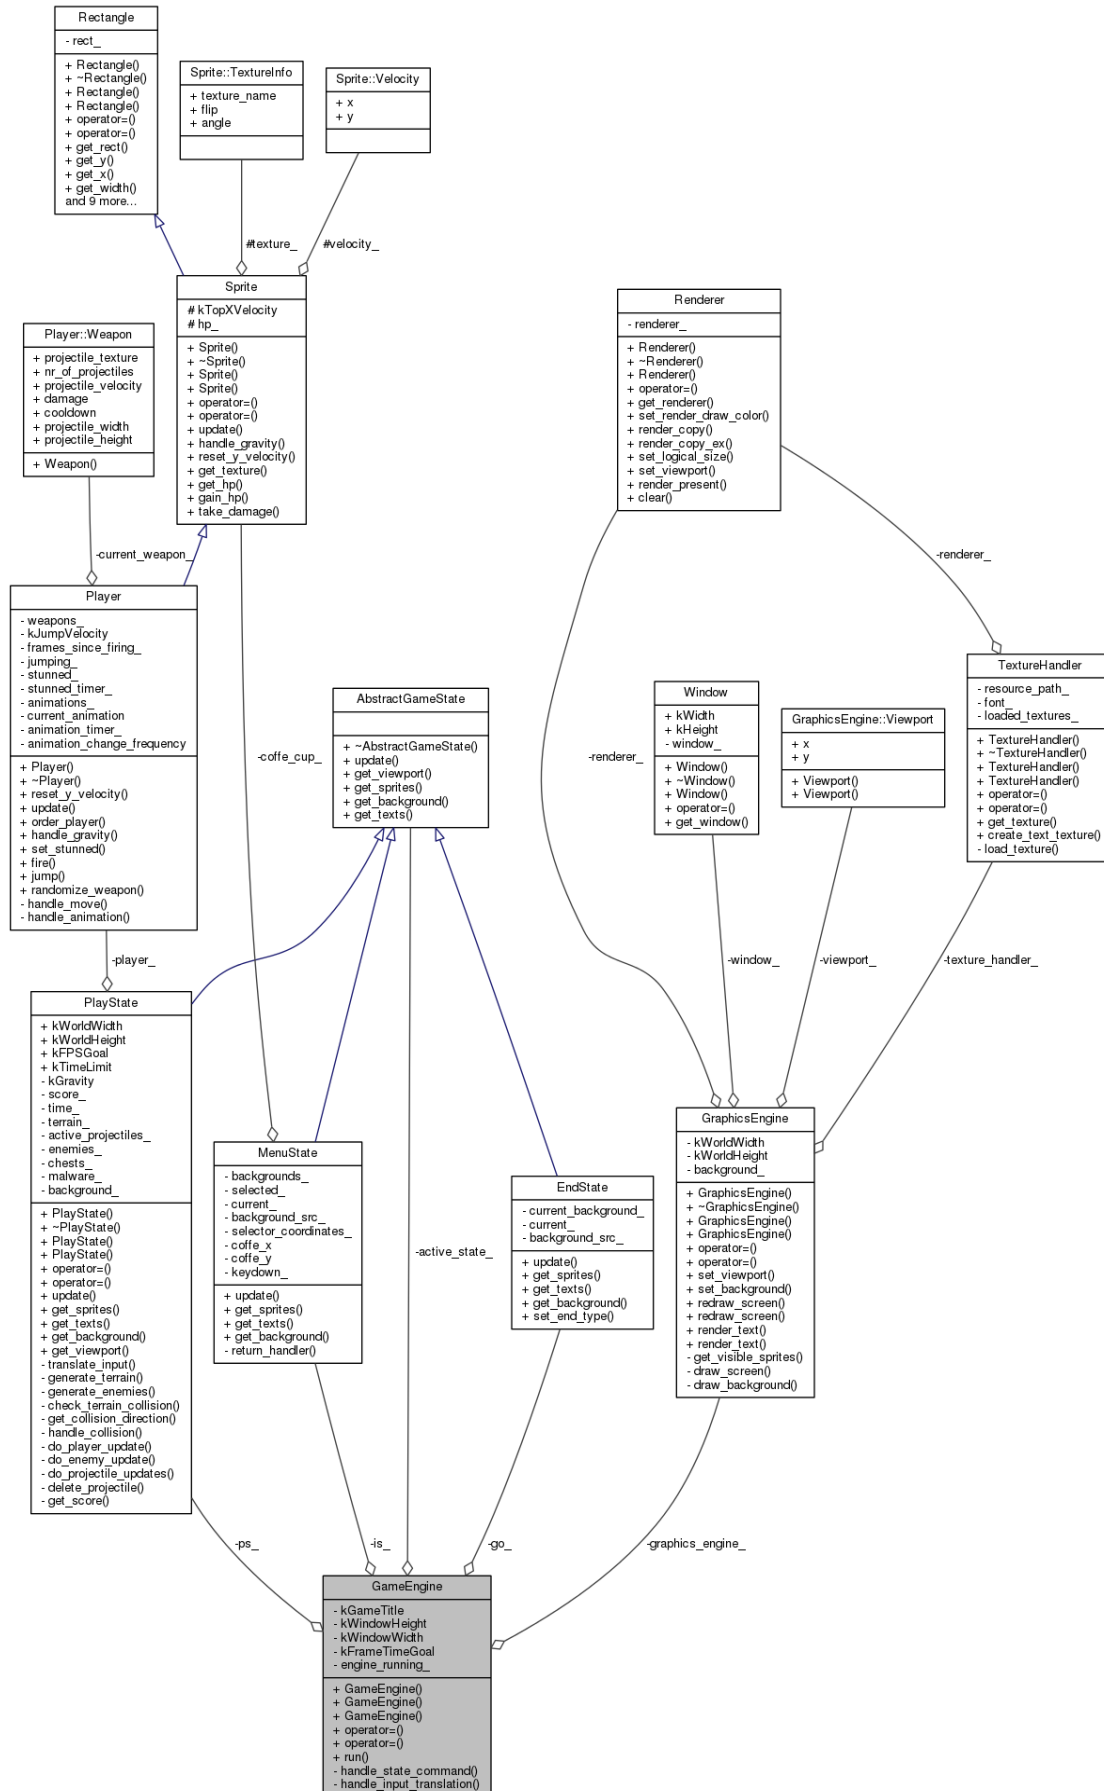 Rectangle
- rect_
+ Rectangle()
+ ~Rectangle()
+ Rectangle()
+ Rectangle()
+ operator=()
+ operator=()
+ get_rect()
+ get_y()
+ get_x()
+ get_width()
and 9 more...
Sprite::TextureInfo
+ texture_name
+ flip
+ angle
Sprite::Velocity
+ x
+ y
#texture_
#velocity_
Sprite
# kTopXVelocity
# hp_
+ Sprite()
+ ~Sprite()
+ Sprite()
+ Sprite()
+ operator=()
+ operator=()
+ update()
+ handle_gravity()
+ reset_y_velocity()
+ get_texture()
+ get_hp()
+ gain_hp()
+ take_damage()
Renderer
- renderer_
+ Renderer()
+ ~Renderer()
+ Renderer()
+ operator=()
+ get_renderer()
+ set_render_draw_color()
+ render_copy()
+ render_copy_ex()
+ set_logical_size()
+ set_viewport()
+ render_present()
+ clear()
Player::Weapon
+ projectile_texture
+ nr_of_projectiles
+ projectile_velocity
+ damage
+ cooldown
+ projectile_width
+ projectile_height
+ Weapon()
-current_weapon_
-renderer_
Player
- weapons_
- kJumpVelocity
- frames_since_firing_
- jumping_
- stunned_
- stunned_timer_
- animations_
- current_animation
- animation_timer_
- animation_change_frequency
+ Player()
+ ~Player()
+ reset_y_velocity()
+ update()
+ order_player()
+ handle_gravity()
+ set_stunned()
+ fire()
+ jump()
+ randomize_weapon()
- handle_move()
- handle_animation()
-coffe_cup_
AbstractGameState
+ ~AbstractGameState()
+ update()
+ get_viewport()
+ get_sprites()
+ get_background()
+ get_texts()
-renderer_
Window
+ kWidth
+ kHeight
- window_
+ Window()
+ ~Window()
+ Window()
+ operator=()
+ get_window()
GraphicsEngine::Viewport
+ x
+ y
+ Viewport()
+ Viewport()
TextureHandler
- resource_path_
- font_
- loaded_textures_
+ TextureHandler()
+ ~TextureHandler()
+ TextureHandler()
+ TextureHandler()
+ operator=()
+ operator=()
+ get_texture()
+ create_text_texture()
- load_texture()
-player_
-window_
-viewport_
-texture_handler_
PlayState
+ kWorldWidth
+ kWorldHeight
+ kFPSGoal
+ kTimeLimit
- kGravity
- score_
- time_
- terrain_
- active_projectiles_
- enemies_
- chests_
- malware_
- background_
+ PlayState()
+ ~PlayState()
+ PlayState()
+ PlayState()
+ operator=()
+ operator=()
+ update()
+ get_sprites()
+ get_texts()
+ get_background()
+ get_viewport()
- translate_input()
- generate_terrain()
- generate_enemies()
- check_terrain_collision()
- get_collision_direction()
- handle_collision()
- do_player_update()
- do_enemy_update()
- do_projectile_updates()
- delete_projectile()
- get_score()
MenuState
- backgrounds_
- selected_
- current_
- background_src_
- selector_coordinates_
- coffe_x
- coffe_y
- keydown_
+ update()
+ get_sprites()
+ get_texts()
+ get_background()
- return_handler()
-active_state_
EndState
- current_background_
- current_
- background_src_
+ update()
+ get_sprites()
+ get_texts()
+ get_background()
+ set_end_type()
GraphicsEngine
- kWorldWidth
- kWorldHeight
- background_
+ GraphicsEngine()
+ ~GraphicsEngine()
+ GraphicsEngine()
+ GraphicsEngine()
+ operator=()
+ operator=()
+ set_viewport()
+ set_background()
+ redraw_screen()
+ redraw_screen()
+ render_text()
+ render_text()
- get_visible_sprites()
- draw_screen()
- draw_background()
-ps_
-is_
-go_
-graphics_engine_
GameEngine
- kGameTitle
- kWindowHeight
- kWindowWidth
- kFrameTimeGoal
- engine_running_
+ GameEngine()
+ GameEngine()
+ GameEngine()
+ operator=()
+ operator=()
+ run()
- handle_state_command()
- handle_input_translation()